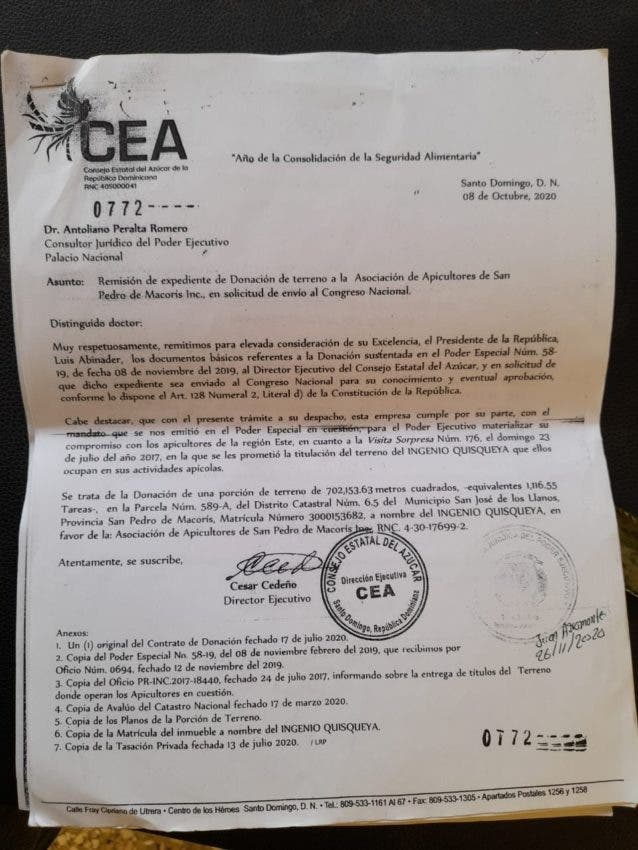 CEA
Consejo Estatal del Azúcar de la
República Dominicana
RNC 405000041
"Año de la Consolidación de la Seguridad Alimentaria"
Santo Domingo, D. N.
08 de Octubre, 2020
0772----
Dr. Antoliano Peralta Romero
Consultor Jurídico del Poder Ejecutivo
Palacio Nacional
Asunto: Remisión de expediente de Donación de terreno a la Asociación de Apicultores de San
Pedro de Macorís Inc., en solicitud de envío al Congreso Nacional.
Distinguido doctor:
Muy respetuosamente, remitimos para elevada consideración de su Excelencia, el Presidente de la República,
Luis Abinader, los documentos básicos referentes a la Donación sustentada en el Poder Especial Núm. 58-
19, de fecha 08 de noviembre del 2019, al Director Ejecutivo del Consejo Estatal del Azúcar, y en solicitud de
que dicho expediente sea enviado al Congreso Nacional para su conocimiento y eventual aprobación,
conforme lo dispone el Art. 128 Numeral 2, Literal d) de la Constitución de la República.
Cabe destacar, que con el presente trámite a su despacho, esta empresa cumple por su parte, con el
mandato que se nos emitió en el Poder Especial en cuestión, para el Poder Ejecutivo materializar su
compromiso con los apicultores de la región Este, en cuanto a la Visita Sorpresa Núm. 176, el domingo 23
de julio del año 2017, en la que se les prometió la titulación del terreno del INGENIO QUISQUEYA que ellos
ocupan en sus actividades apícolas.
Se trata de la Donación de una porción de terreno de 702,153.63 metros cuadrados, -equivalentes 1,116.55
Tareas-, en la Parcela Núm. 589-A, del Distrito Catastral Núm. 6.5 del Municipio San José de los Llanos,
Provincia San Pedro de Macorís, Matrícula Número 3000153682, a nombre del INGENIO QUISQUEYA, en
favor de la: Asociación de Apicultores de San Pedro de Macorís Inc, RNC. 4-30-17699-2.
Atentamente, se suscribe,
Cesar Cedeño
Director Ejecutivo
CONSEJO ESTATAL DEL AZÚCAR
Dirección Ejecutiva
CEA
Santo Domingo, República Dominicana
JURIDICA DEL PODER EJECUTIVO
26/11/2020
Anexos:
1. Un (1) original del Contrato de Donación fechado 17 de julio 2020.
2. Copia del Poder Especial No. 58-19, del 08 de noviembre febrero del 2019, que recibimos por
Oficio Núm. 0694, fechado 12 de noviembre del 2019.
3. Copia del Oficio PR-INC.2017-18440, fechado 24 de julio 2017, informando sobre la entrega de títulos del Terreno
donde operan los Apicultores en cuestión.
4. Copia de Avalúo del Catastro Nacional fechado 17 de marzo 2020.
5. Copia de los Planos de la Porción de Terreno.
6. Copia de la Matrícula del inmueble a nombre del INGENIO QUISQUEYA.
7. Copia de la Tasación Privada fechada 13 de julio 2020. /LRP
0772
Calle Fray Cipriano de Utrera • Centro de los Héroes Santo Domingo, D. N. • Tel.: 809-533-1161 Al 67 • Fax: 809-533-1305 • Apartados Postales 1256 y 1258